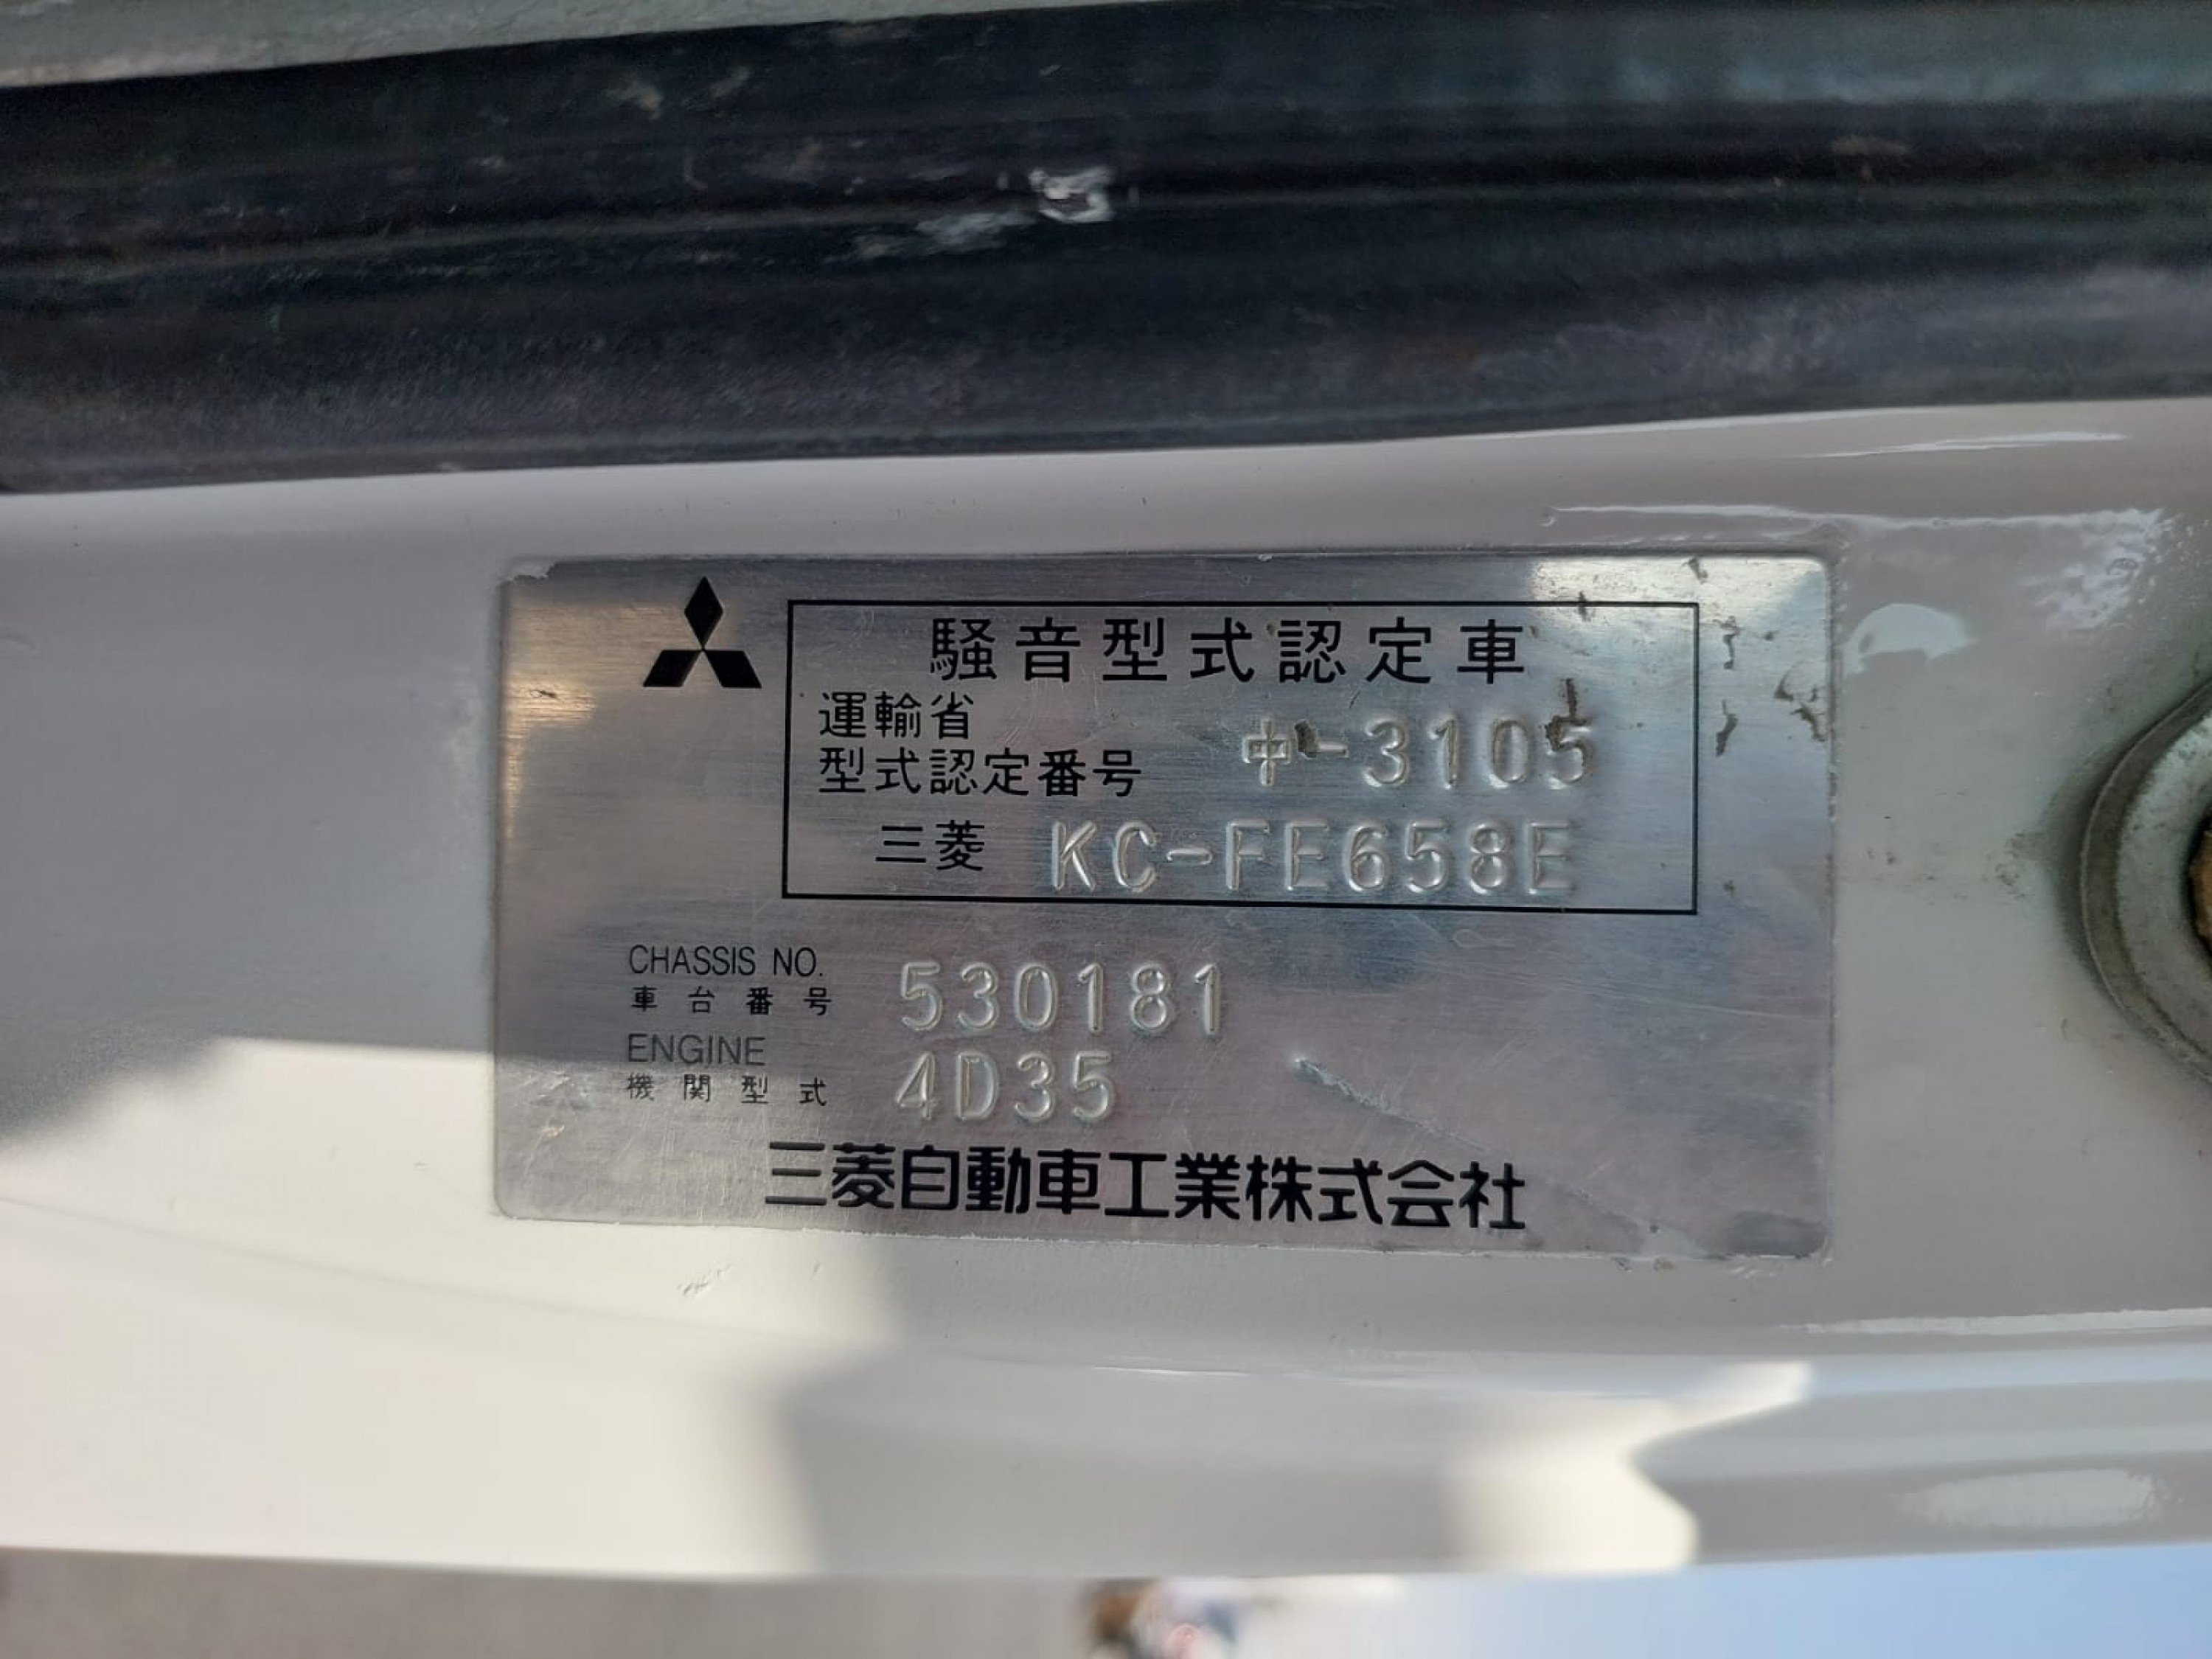 騒音型式認定車
運輸省
型式認定番号 中-3105
三菱 KC-FE658E
CHASSIS NO.
車台番号 530181
ENGINE
機関型式 4D35
三菱自動車工業株式会社